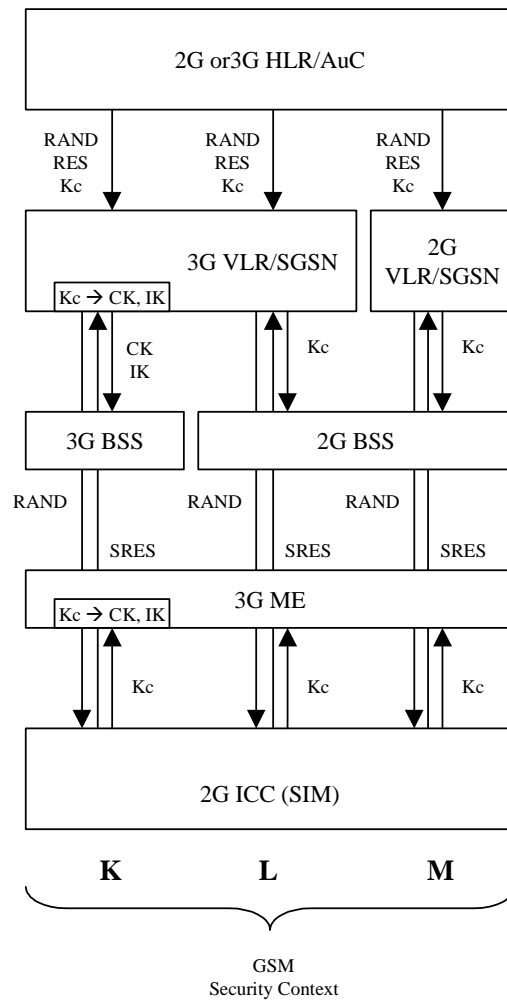 2G or3G HLR/AuC
RAND
RES
Kc
RAND
RES
Kc
RAND
RES
Kc
3G VLR/SGSN
2G
VLR/SGSN
Kc → CK, IK
CK
IK
Kc
Kc
3G BSS
2G BSS
RAND
RAND
RAND
SRES
SRES
SRES
3G ME
Kc → CK, IK
Kc
Kc
Kc
2G ICC (SIM)
K
L
M
GSM
Security Context